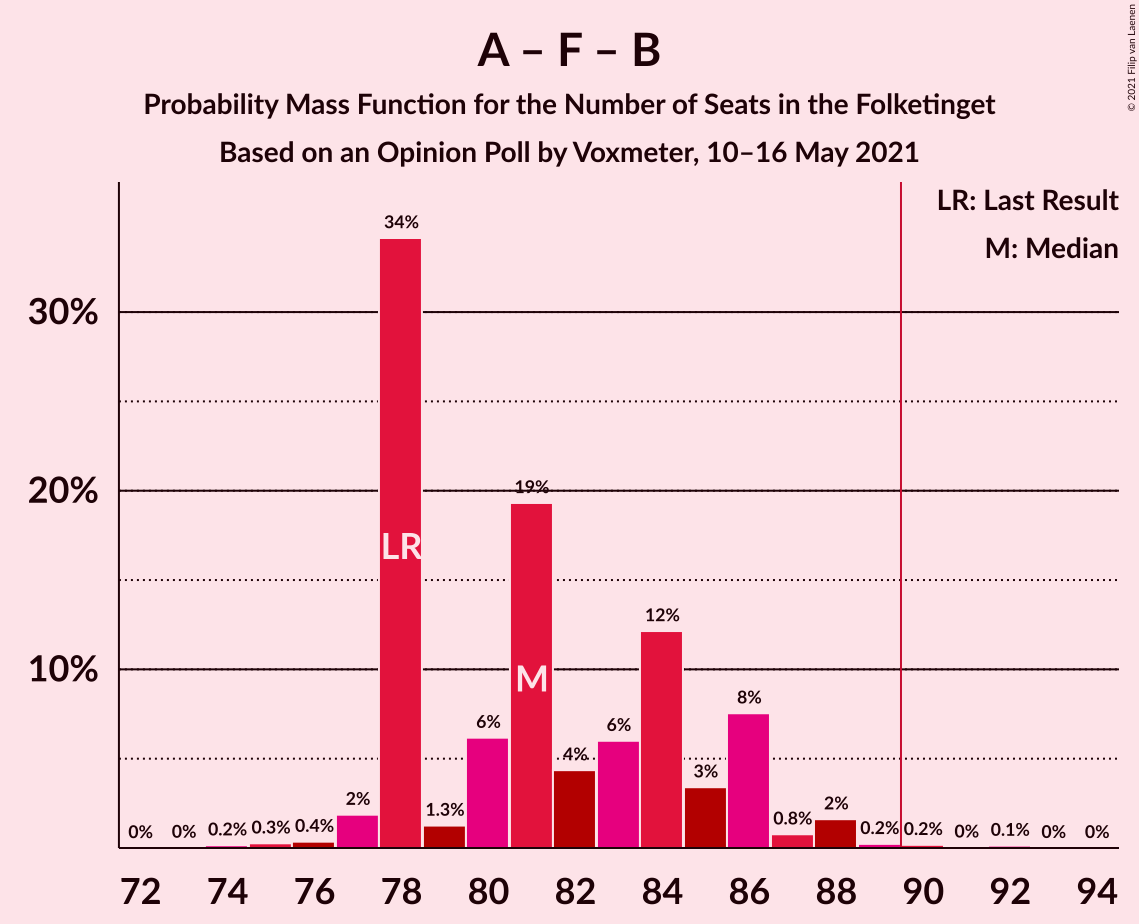 A – F – B
Probability Mass Function for the Number of Seats in the Folketinget
Based on an Opinion Poll by Voxmeter, 10–16 May 2021
© 2021 Filip van Laenen
LR: Last Result
M: Median
30%
20%
10%
0%
0%
0.2%
0.3%
0.4%
2%
34%
1.3%
6%
19%
4%
6%
12%
3%
8%
0.8%
2%
0.2%
0.2%
0%
0.1%
0%
0%
LR
M
72 74 76 78 80 82 84 86 88 90 92 94